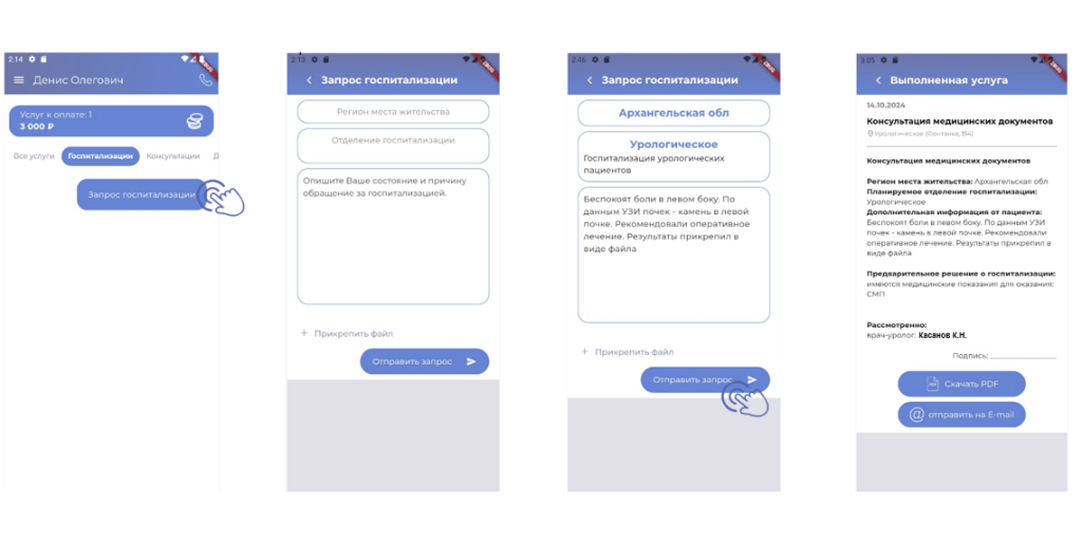 2:14
Денис Олегович
Услуг к оплате: 1
3 000 ₽
Все услуги Госпитализации Консультации Д
Запрос госпитализации
2:13
Запрос госпитализации
Регион места жительства
Отделение госпитализации
Опишите Ваше состояние и причину
обращение за госпитализацией.
+ Прикрепить файл
Отправить запрос
2:46
Запрос госпитализации
Архангельская обл
Урологическое
Госпитализация урологических
пациентов
Беспокоят боли в левом боку. По
данным УЗИ почек - камень в левой
почке. Рекомендовали оперативное
лечение. Результаты прикрепил в
виде файла
+ Прикрепить файл
Отправить запрос
3:05
Выполненная услуга
14.10.2024
Консультация медицинских документов
Урологическое (Фонтанка, 154)
Консультация медицинских документов
Регион места жительства: Архангельская обл
Планируемое отделение госпитализации:
Урологическое
Дополнительная информация от пациента:
Беспокоят боли в левом боку. По данным УЗИ
почек - камень в левой почке. Рекомендовали
оперативное лечение. Результаты прикрепил в
виде файла
Предварительное решение о госпитализации:
имеются медицинские показания для оказания:
СМП
Рассмотренно:
врач-уролог: Касанов К.Н.
Подпись:
Скачать PDF
отправить на E-mail